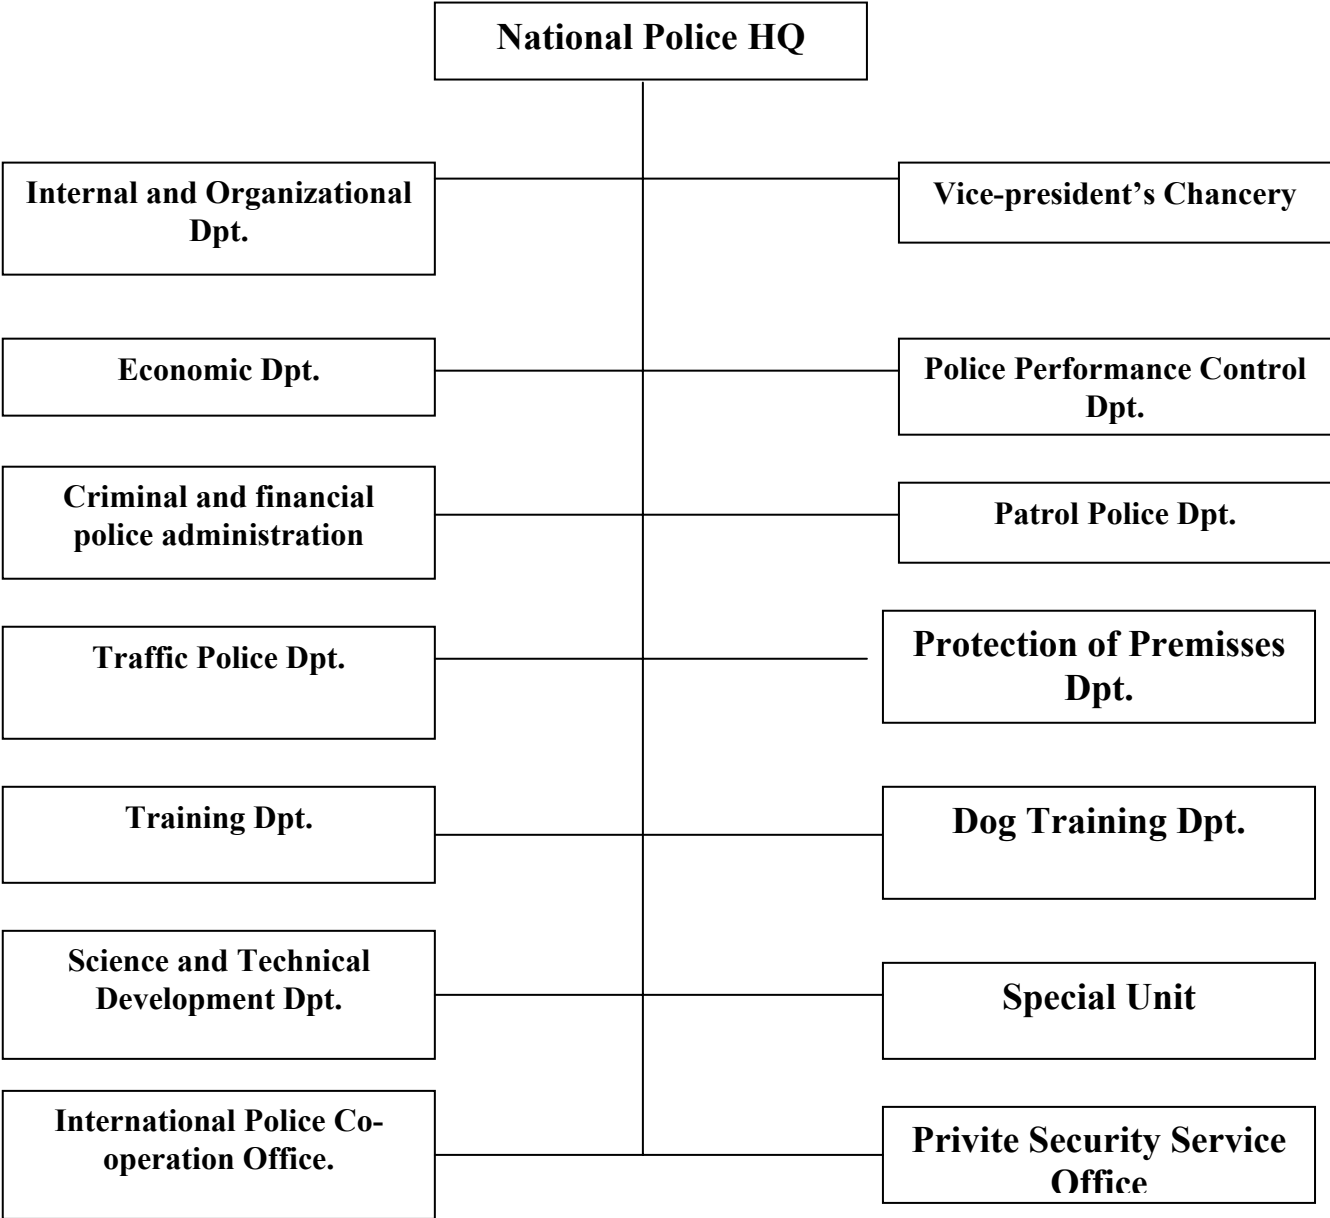 National Police HQ
Internal and Organizational
Dpt.
Vice-president’s Chancery
Economic Dpt.
Police Performance Control
Dpt.
Criminal and financial
police administration
Patrol Police Dpt.
Traffic Police Dpt.
Protection of Premisses
Dpt.
Training Dpt.
Dog Training Dpt.
Science and Technical
Development Dpt.
Special Unit
International Police Co-
operation Office.
Privite Security Service
Office